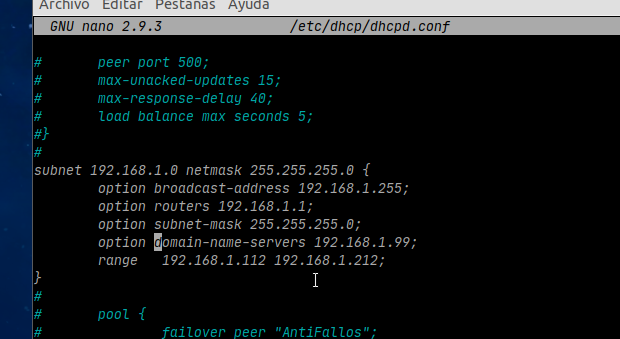 Archivo Editar Pestañas Ayuda
GNU nano 2.9.3 /etc/dhcp/dhcpd.conf
# peer port 500;
# max-unacked-updates 15;
# max-response-delay 40;
# load balance max seconds 5;
#}
#
subnet 192.168.1.0 netmask 255.255.255.0 {
option broadcast-address 192.168.1.255;
option routers 192.168.1.1;
option subnet-mask 255.255.255.0;
option domain-name-servers 192.168.1.99;
range 192.168.1.112 192.168.1.212;
}
#
# pool {
# failover peer "AntiFallos";